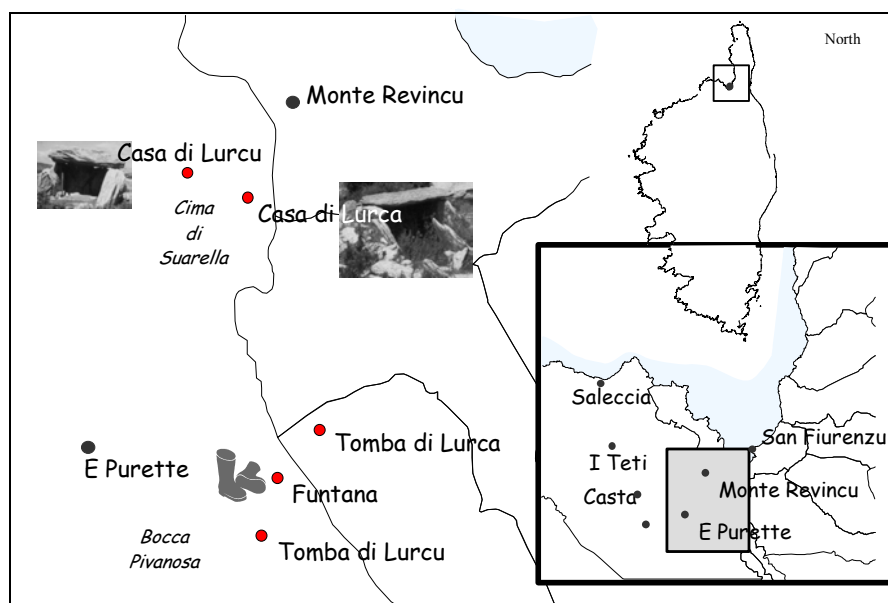 North
Monte Revincu
Casa di Lurcu
Casa di Lurca
Cima
di
Suarella
Saleccia
San Fiurenzu
I Teti
Monte Revincu
Casta
E Purette
Tomba di Lurca
E Purette
Funtana
Bocca
Pivanosa
Tomba di Lurcu